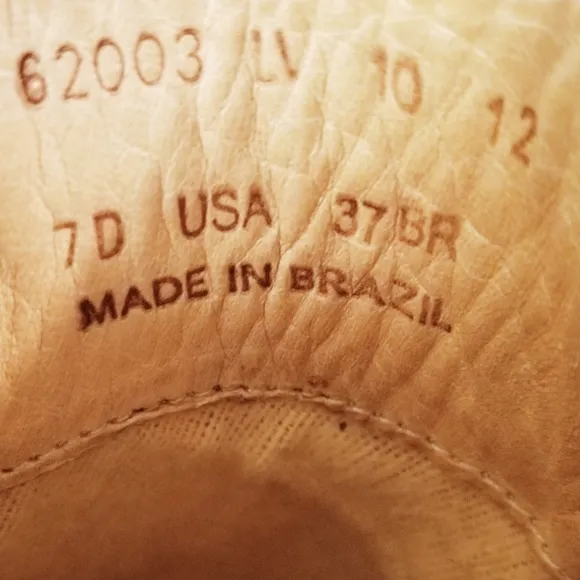 62003 LV 10 12
7D USA 37BR
MADE IN BRAZIL